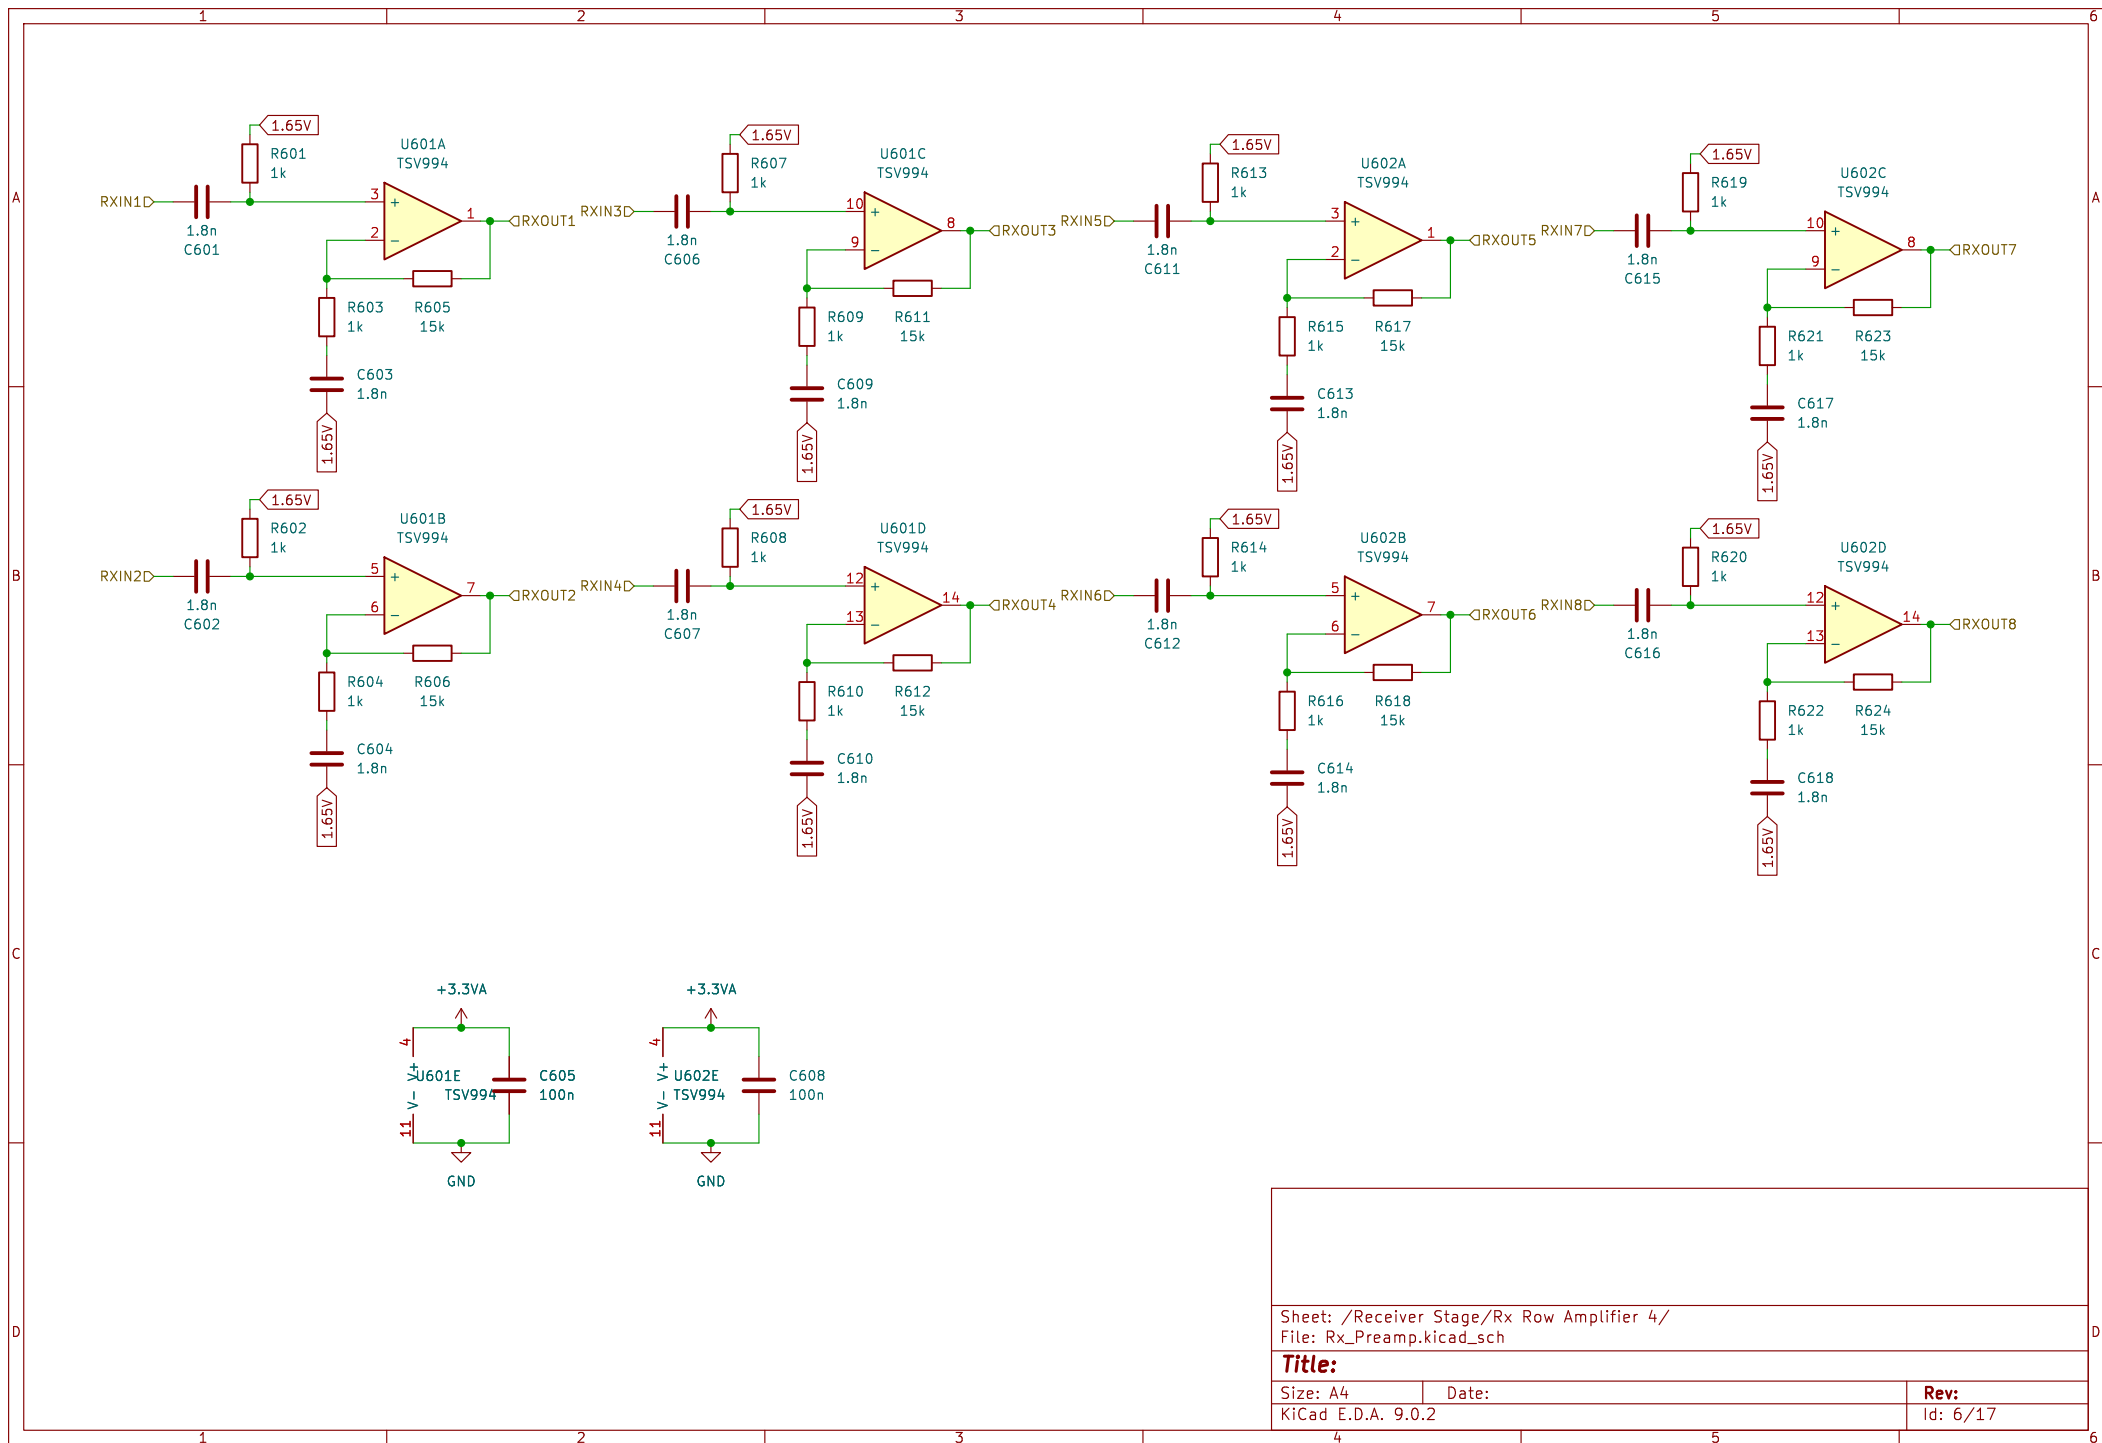 1 2 3 4 5 6
A A
1.65V
R601
1k
U601A
TSV994
RXIN1
1.8n
C601
3
+
2
−
1
RXOUT1
R603
1k
R605
15k
C603
1.8n
1.65V
1.65V
R607
1k
U601C
TSV994
RXIN3
1.8n
C606
10
+
9
−
8
RXOUT3
R609
1k
R611
15k
C609
1.8n
1.65V
1.65V
R613
1k
U602A
TSV994
RXIN5
1.8n
C611
3
+
2
−
1
RXOUT5
R615
1k
R617
15k
C613
1.8n
1.65V
1.65V
R619
1k
U602C
TSV994
RXIN7
1.8n
C615
10
+
9
−
8
RXOUT7
R621
1k
R623
15k
C617
1.8n
1.65V
B B
1.65V
R602
1k
U601B
TSV994
RXIN2
1.8n
C602
5
+
6
−
7
RXOUT2
R604
1k
R606
15k
C604
1.8n
1.65V
1.65V
R608
1k
U601D
TSV994
RXIN4
1.8n
C607
12
+
13
−
14
RXOUT4
R610
1k
R612
15k
C610
1.8n
1.65V
1.65V
R614
1k
U602B
TSV994
RXIN6
1.8n
C612
5
+
6
−
7
RXOUT6
R616
1k
R618
15k
C614
1.8n
1.65V
1.65V
R620
1k
U602D
TSV994
RXIN8
1.8n
C616
12
+
13
−
14
RXOUT8
R622
1k
R624
15k
C618
1.8n
1.65V
C C
+3.3VA
4
V+
U601E
TSV994
V-
11
C605
100n
GND
+3.3VA
4
V+
U602E
TSV994
V-
11
C608
100n
GND
D D
Sheet: /Receiver Stage/Rx Row Amplifier 4/
File: Rx_Preamp.kicad_sch
Title:
Size: A4 Date: Rev:
KiCad E.D.A. 9.0.2 Id: 6/17
1 2 3 4 5 6